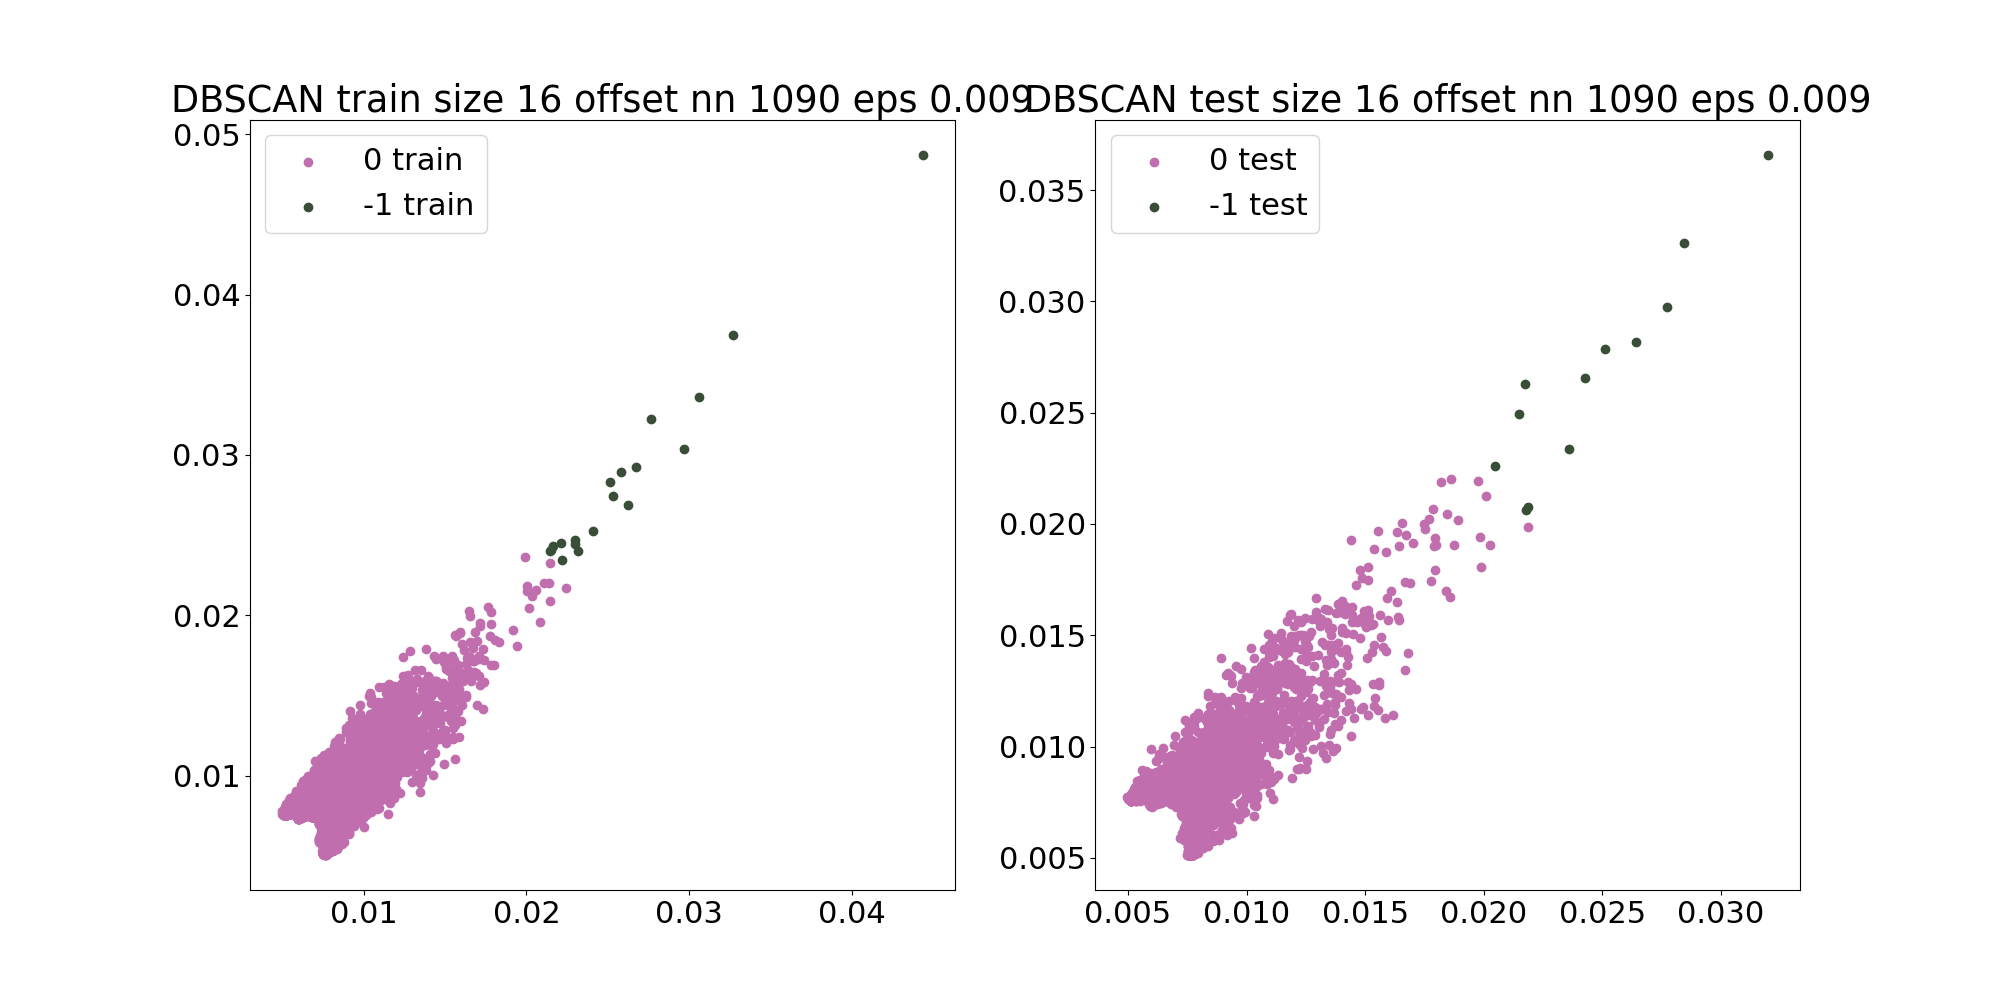 DBSCAN train size 16 offset nn 1090 eps 0.009
0 train
-1 train
0.05
0.04
0.03
0.02
0.01
0.01 0.02 0.03 0.04
DBSCAN test size 16 offset nn 1090 eps 0.009
0 test
-1 test
0.035
0.030
0.025
0.020
0.015
0.010
0.005
0.005 0.010 0.015 0.020 0.025 0.030